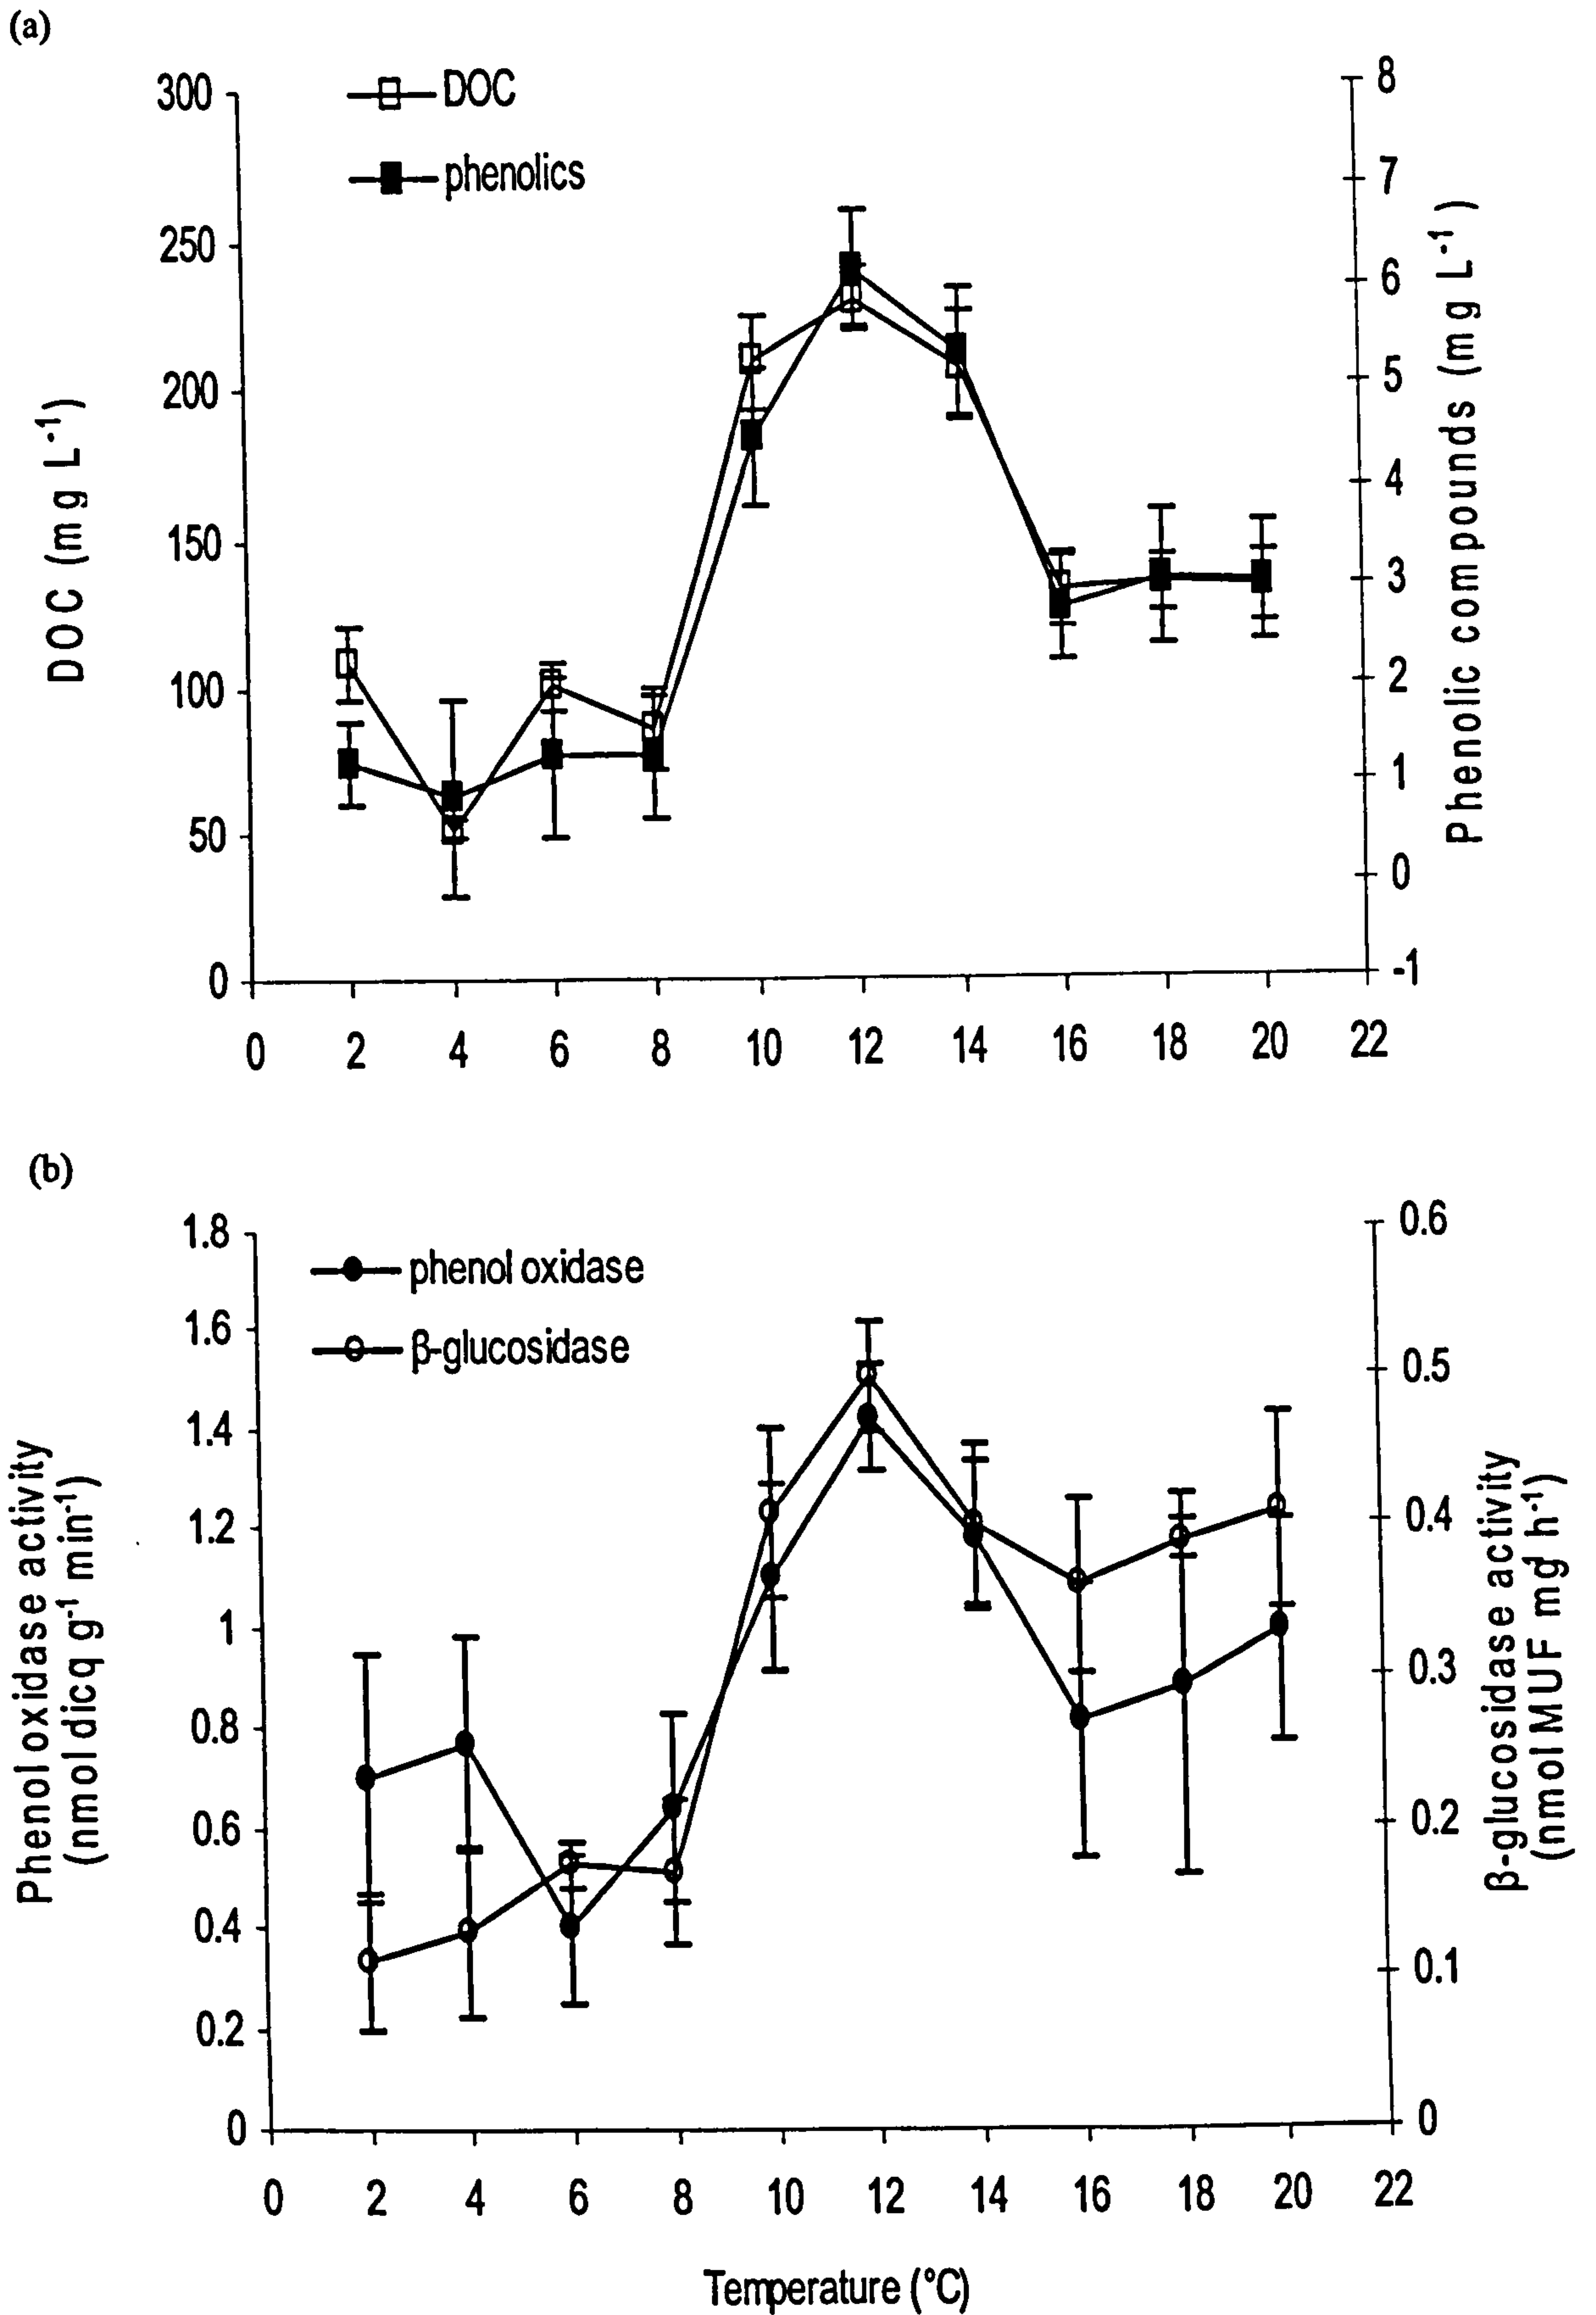 (a)
DOC
phenolics
300
250
200
150
100
50
0
DOC (mg L-1)
8
7
6
5
4
3
2
1
0
-1
Phenolic compounds (mg L-1)
0 2 4 6 8 10 12 14 16 18 20 22
(b)
phenol oxidase
β-glucosidase
1.8
1.6
1.4
1.2
1
0.8
0.6
0.4
0.2
0
Phenol oxidase activity
(nmol dicq g-1 min-1)
0.6
0.5
0.4
0.3
0.2
0.1
0
β-glucosidase activity
(nmol MUF mg h-1)
0 2 4 6 8 10 12 14 16 18 20 22
Temperature (°C)